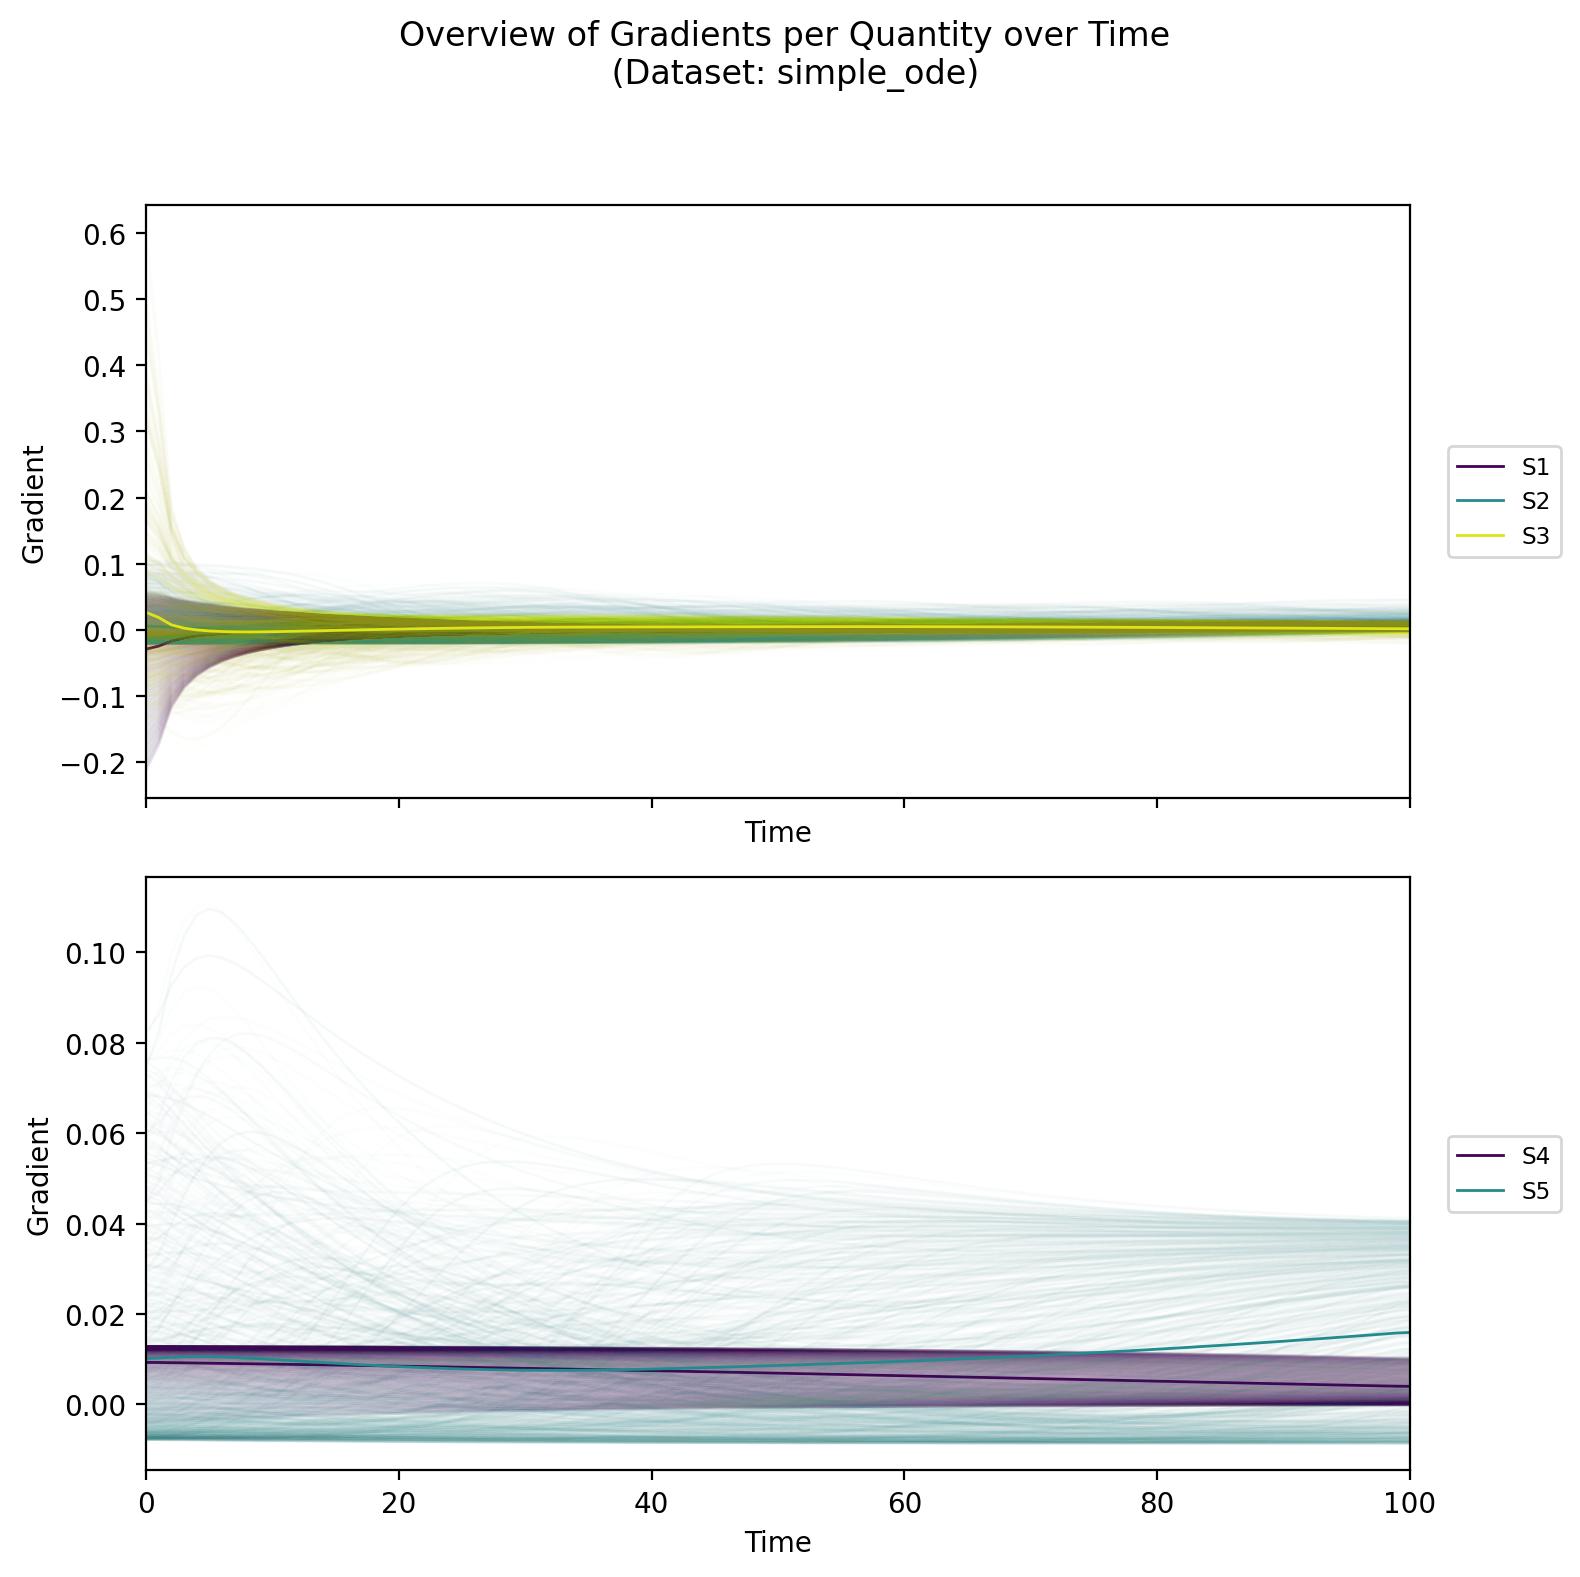 Overview of Gradients per Quantity over Time
(Dataset: simple_ode)
0.6
0.5
0.4
0.3
0.2
0.1
0.0
−0.1
−0.2
Gradient
Time
S1
S2
S3
0.10
0.08
0.06
0.04
0.02
0.00
Gradient
0
20
40
60
80
100
Time
S4
S5